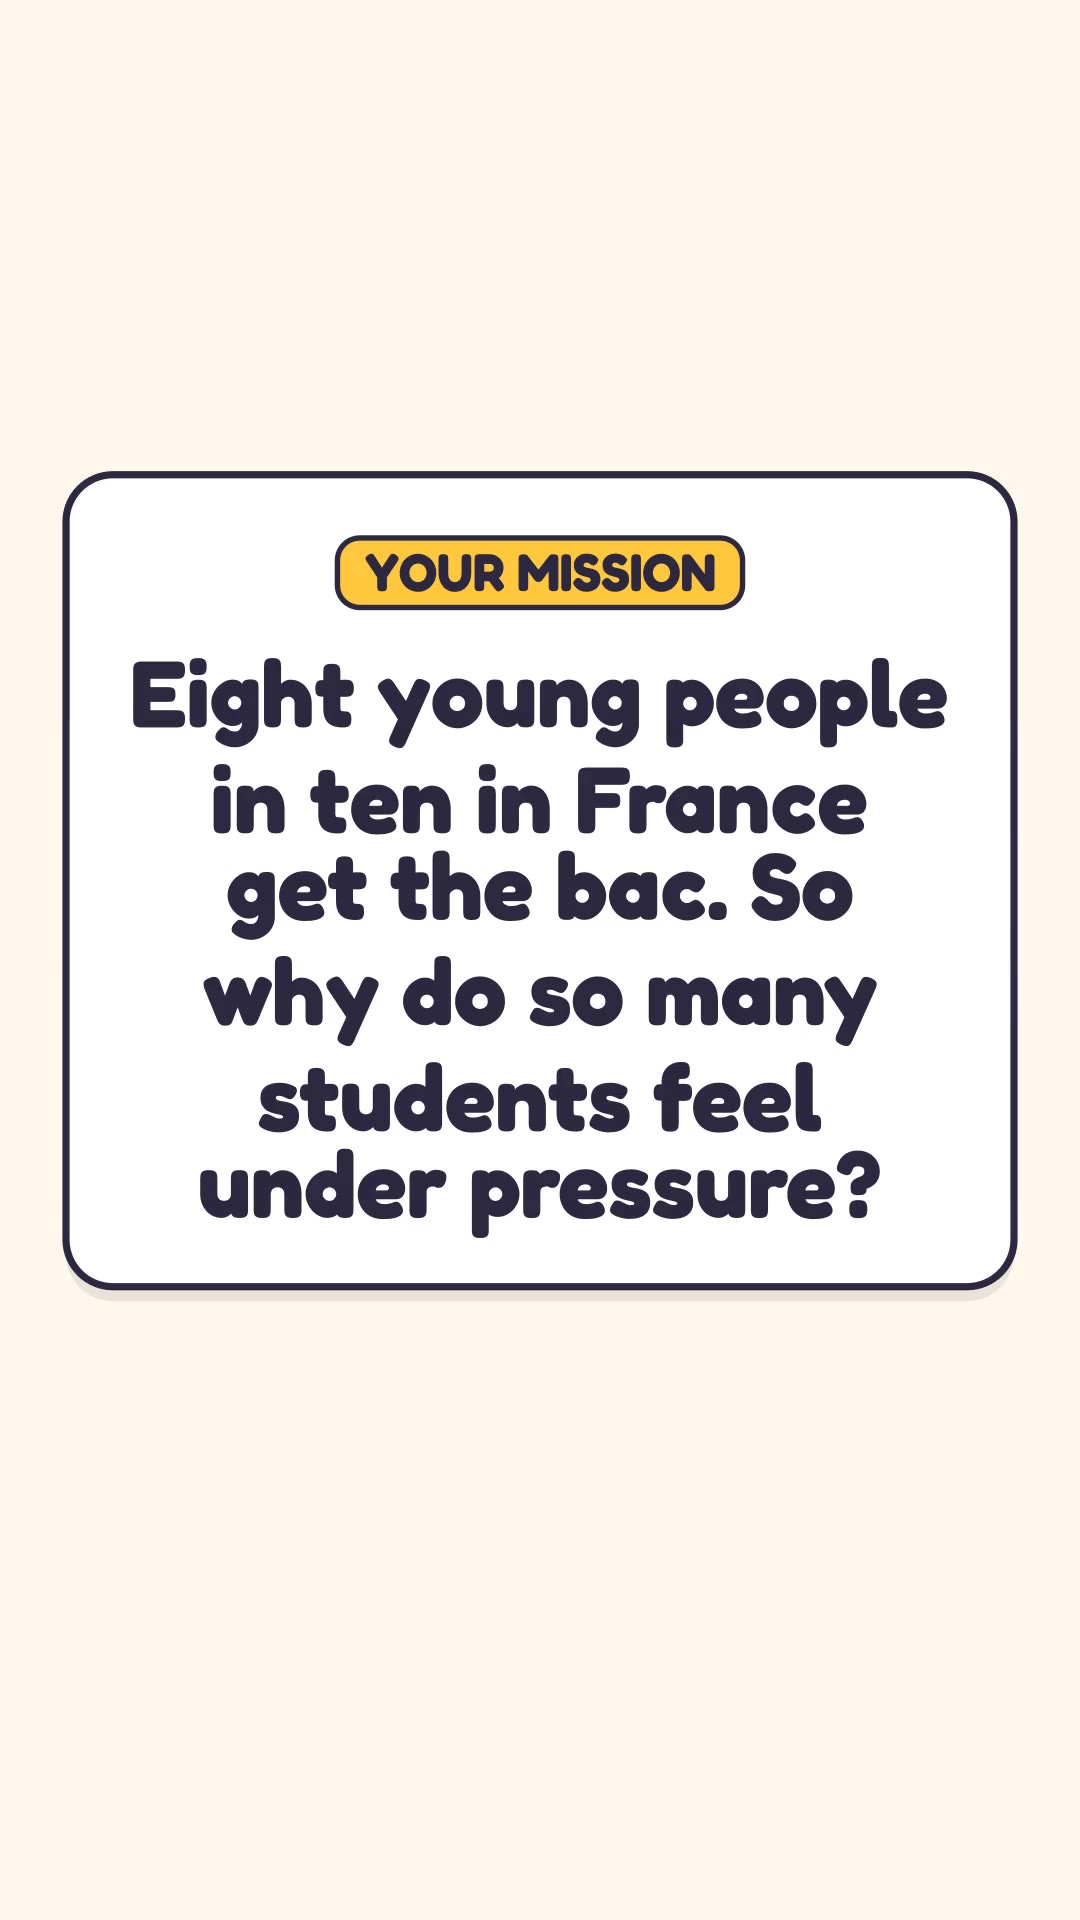 YOUR MISSION
Eight young people
in ten in France
get the bac. So
why do so many
students feel
under pressure?